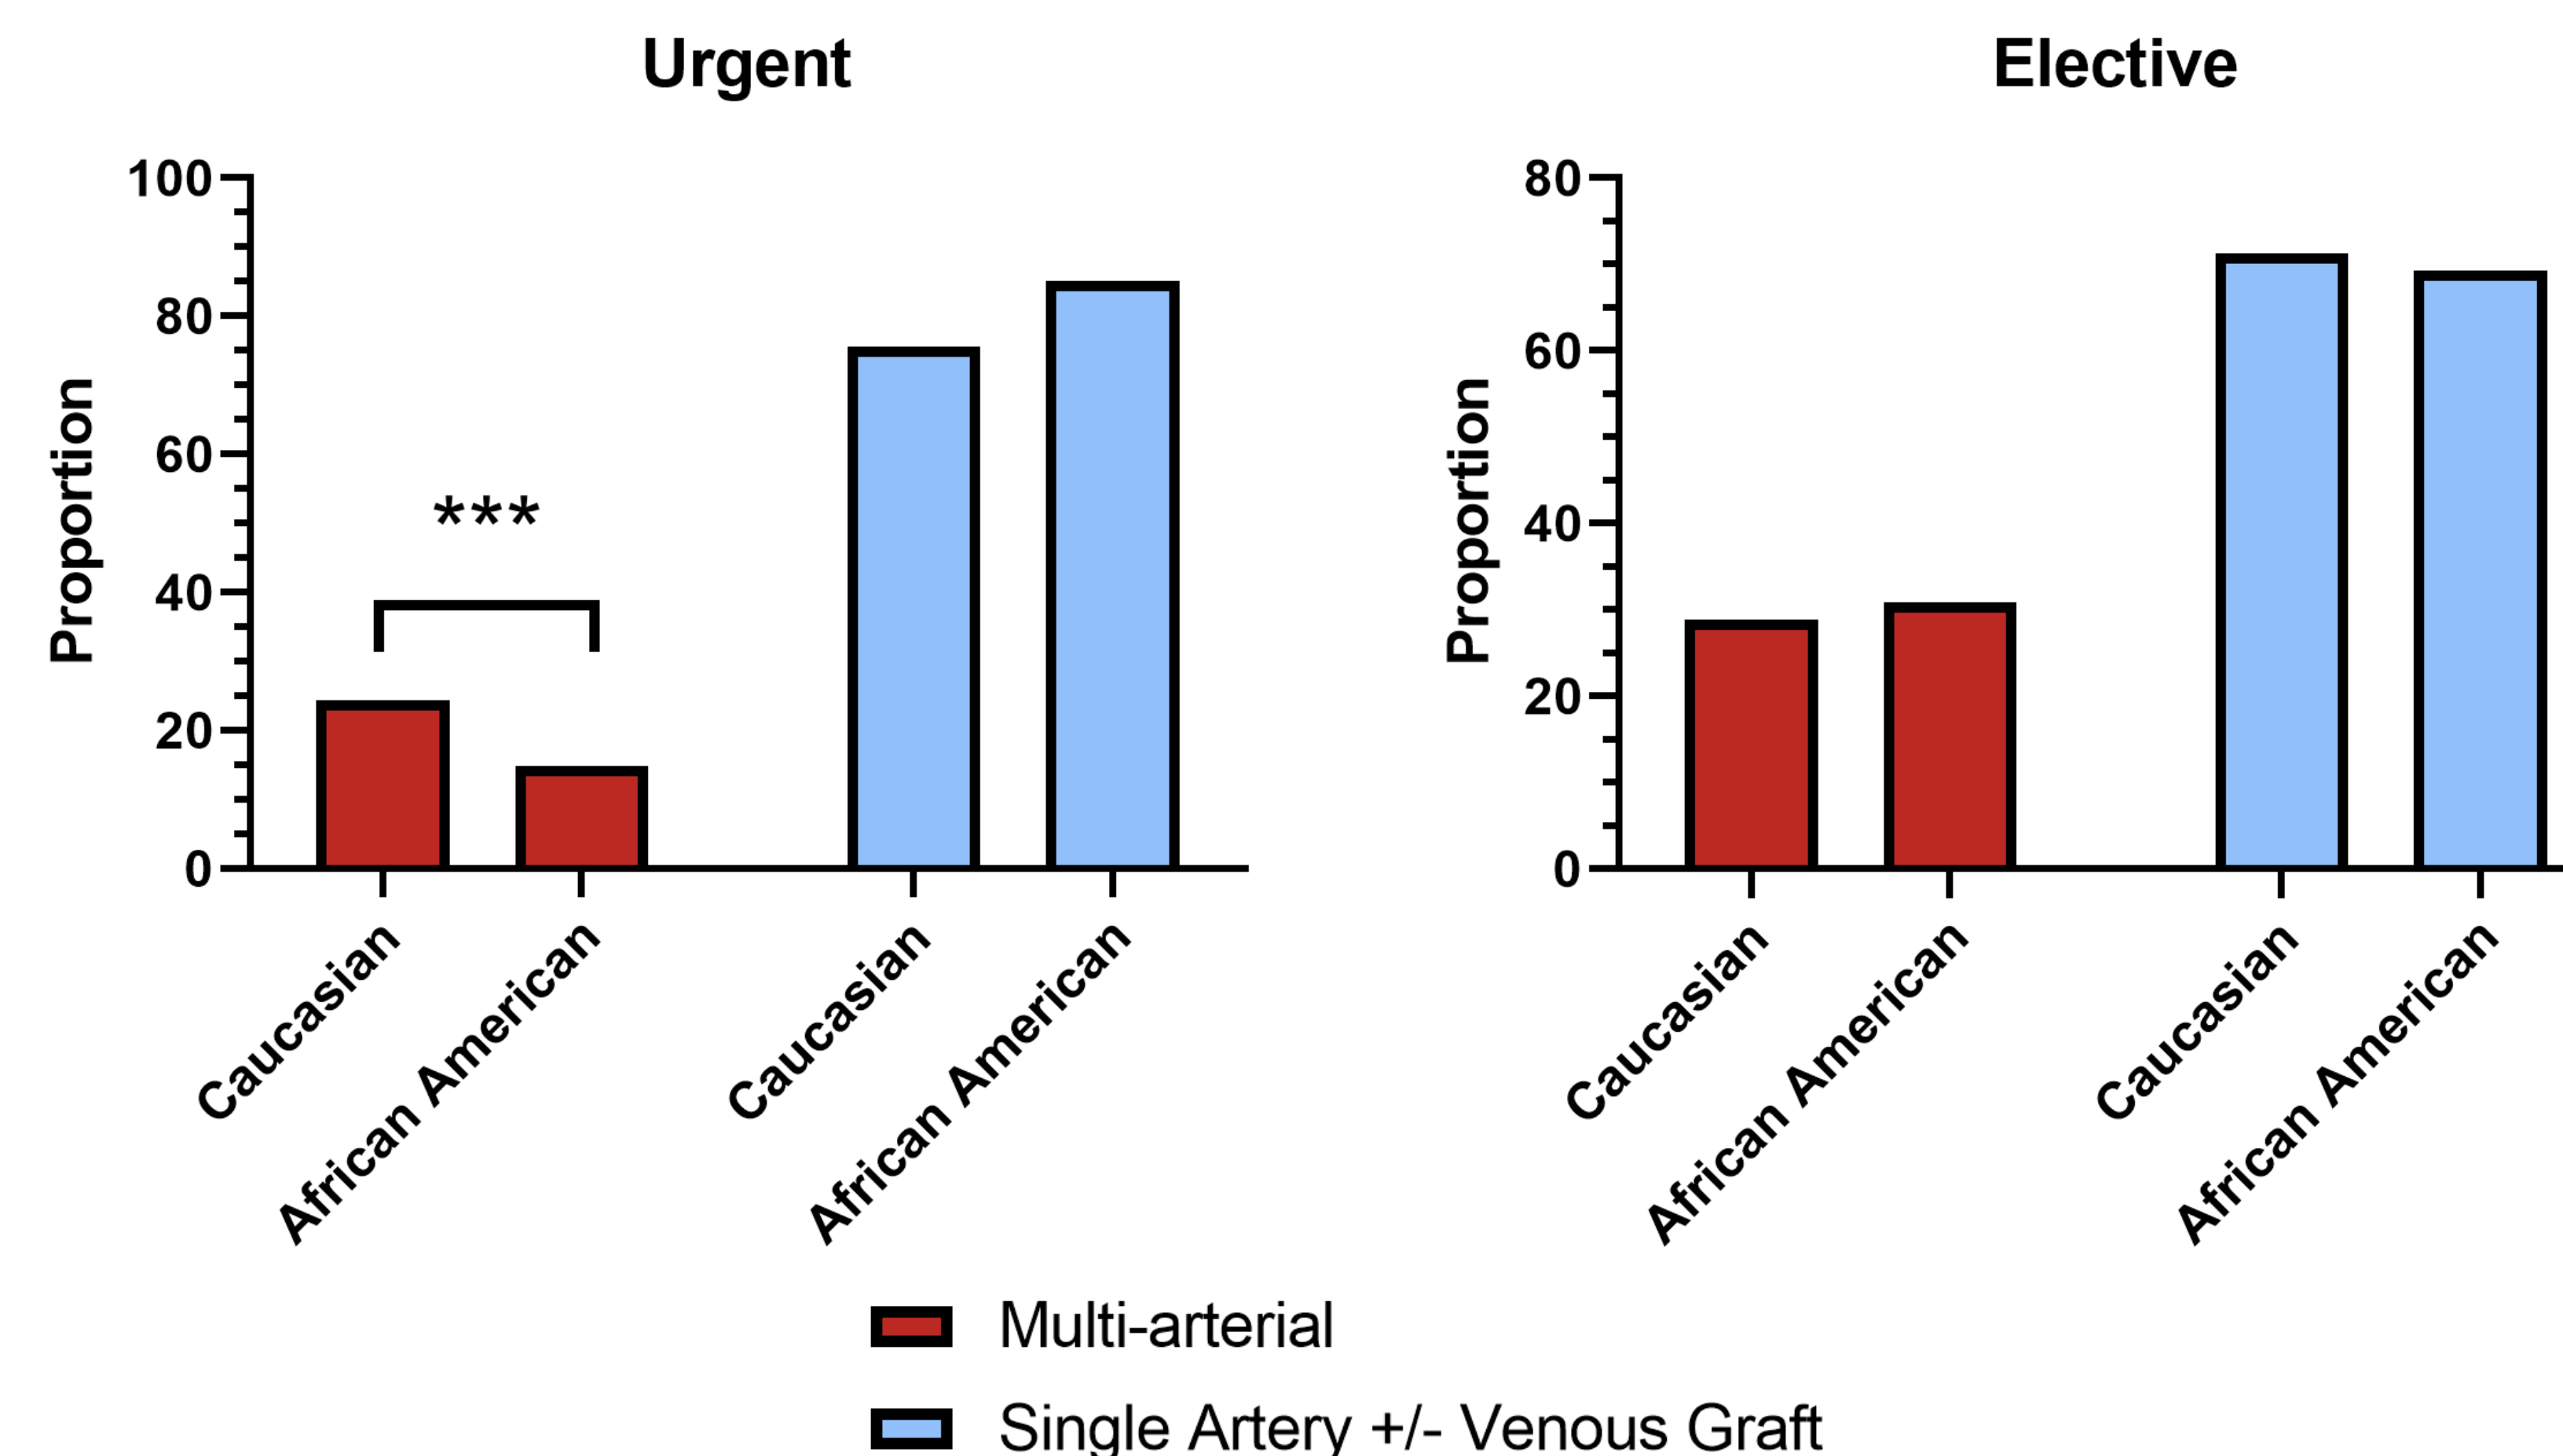 Urgent
Proportion
100
80
60
40
20
0
***
Caucasian
African American
Caucasian
African American
Elective
Proportion
80
60
40
20
0
Caucasian
African American
Caucasian
African American
Multi-arterial
Single Artery +/- Venous Graft